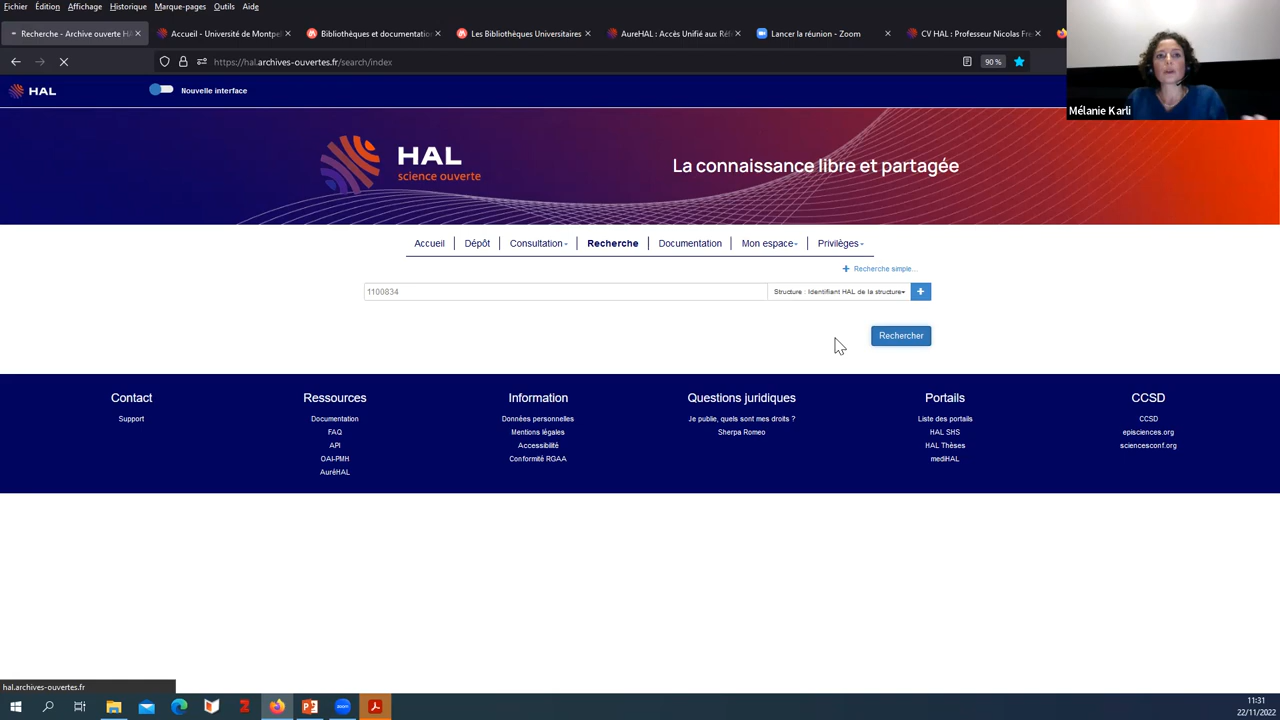 Fichier Édition Affichage Historique Marque-pages Outils Aide
Recherche - Archive ouverte HA
Accueil - Université de Montpel
Bibliothèques et documentation
Les Bibliothèques Universitaires
AureHAL : Accès Unifié aux Réf
Lancer la réunion - Zoom
CV HAL : Professeur Nicolas Fre
https://hal.archives-ouvertes.fr/search/index
90 %
HAL
Nouvelle interface
Mélanie Karli
HAL
science ouverte
La connaissance libre et partagée
Accueil Dépôt Consultation Recherche Documentation Mon espace Privilèges
+ Recherche simple...
1100834 Structure : Identifiant HAL de la structure +
Rechercher
Contact
Support
Ressources
Documentation
FAQ
API
OAI-PMH
AuréHAL
Information
Données personnelles
Mentions légales
Accessibilité
Conformité RGAA
Questions juridiques
Je publie, quels sont mes droits ?
Sherpa Romeo
Portails
Liste des portails
HAL SHS
HAL Thèses
mediHAL
CCSD
CCSD
episciences.org
sciencesconf.org
hal.archives-ouvertes.fr
11:31
22/11/2022